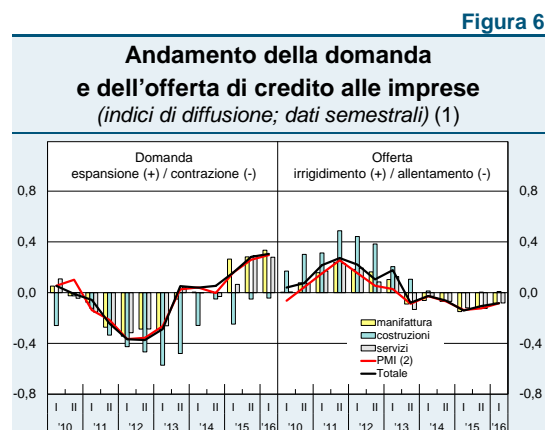 Figura 6
Andamento della domanda
e dell'offerta di credito alle imprese
(indici di diffusione; dati semestrali) (1)
Domanda
espansione (+) / contrazione (-)
Offerta
irrigidimento (+) / allentamento (-)
0,8 0,8
0,4 0,4
0,0 0,0
-0,4 -0,4
-0,8 -0,8
manifattura
costruzioni
servizi
PMI (2)
Totale
I II I II I II I II I II I II I I II I II I II I II I II I II I
'10 '11 '12 '13 '14 '15 '16 '10 '11 '12 '13 '14 '15 '16